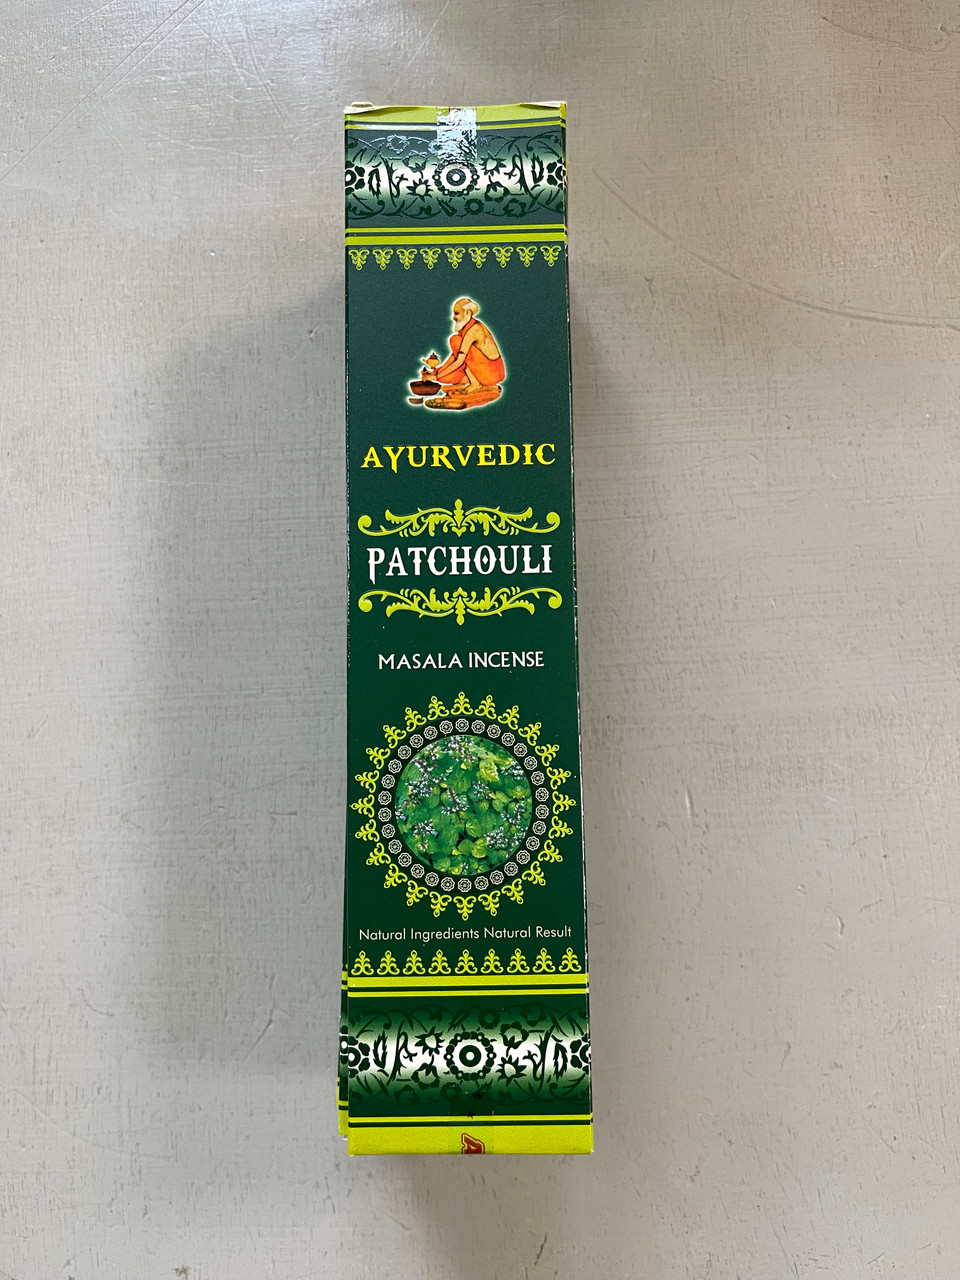 AYURVEDIC
PATCHOULI
MASALA INCENSE
Natural Ingredients Natural Result